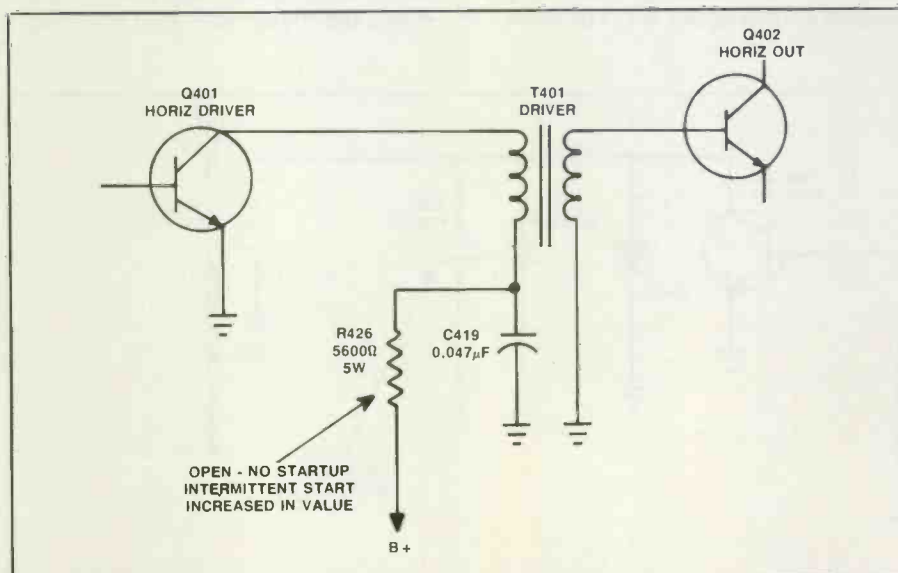 Q401
HORIZ DRIVER
T401
DRIVER
Q402
HORIZ OUT
R426
5600Ω
5W
C419
0.047μF
OPEN - NO STARTUP
INTERMITTENT START
INCREASED IN VALUE
B+